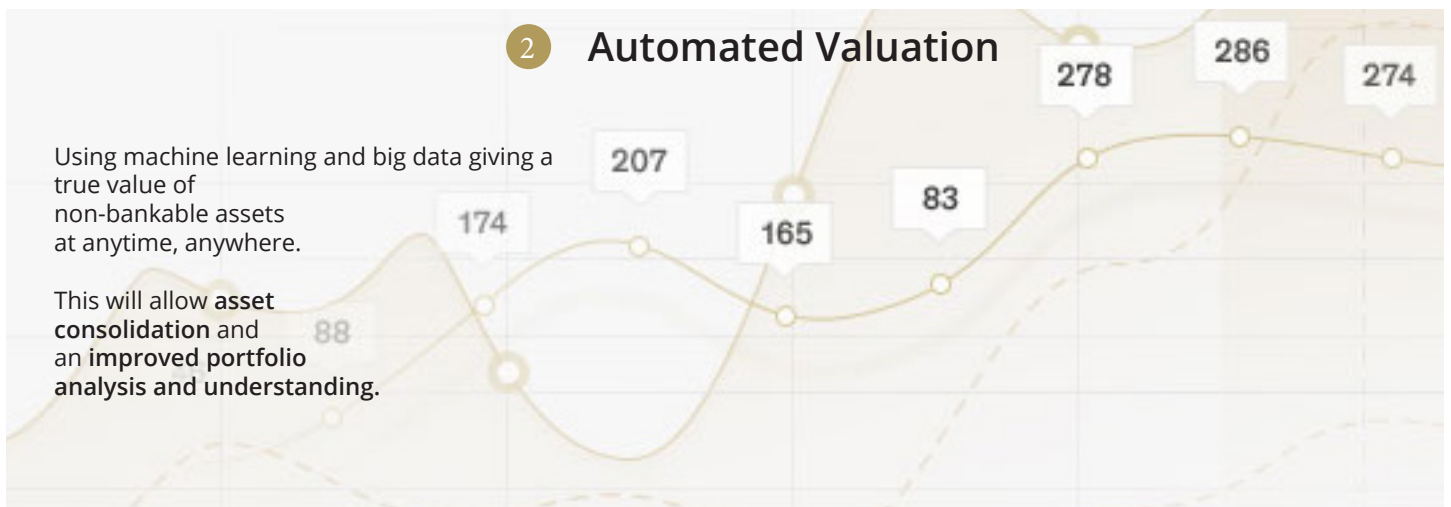 2 Automated Valuation
278
286
274
Using machine learning and big data giving a
true value of
non-bankable assets
at anytime, anywhere.
207
174
165
83
This will allow asset
consolidation and
an improved portfolio
analysis and understanding.
88